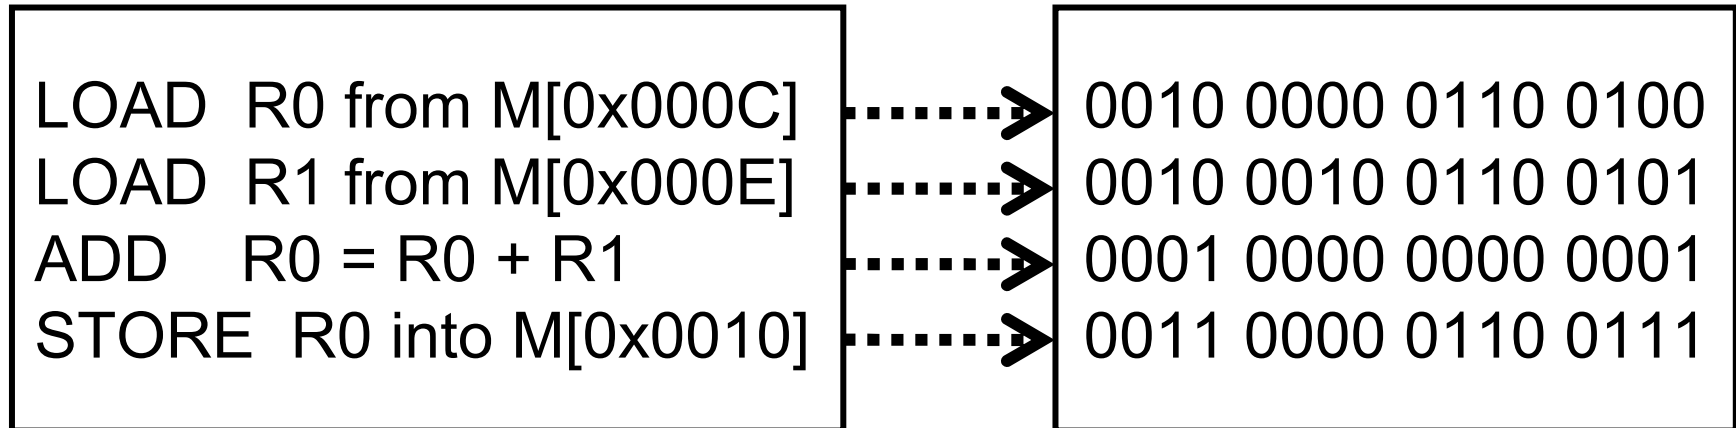 LOAD R0 from M[0x000C]
LOAD R1 from M[0x000E]
ADD R0 = R0 + R1
STORE R0 into M[0x0010]
0010 0000 0110 0100
0010 0010 0110 0101
0001 0000 0000 0001
0011 0000 0110 0111